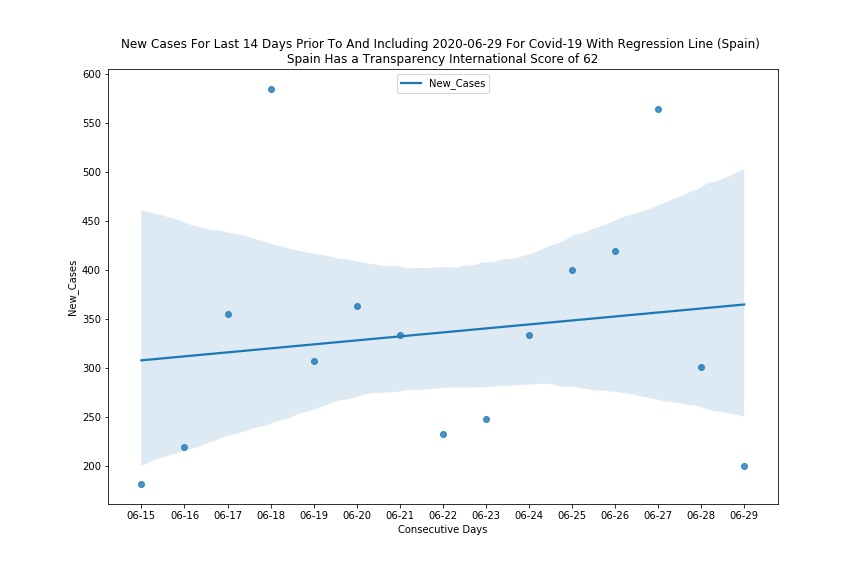 New Cases For Last 14 Days Prior To And Including 2020-06-29 For Covid-19 With Regression Line (Spain)
Spain Has a Transparency International Score of 62
New_Cases
600
550
500
450
400
350
300
250
200
New_Cases
06-15 06-16 06-17 06-18 06-19 06-20 06-21 06-22 06-23 06-24 06-25 06-26 06-27 06-28 06-29
Consecutive Days